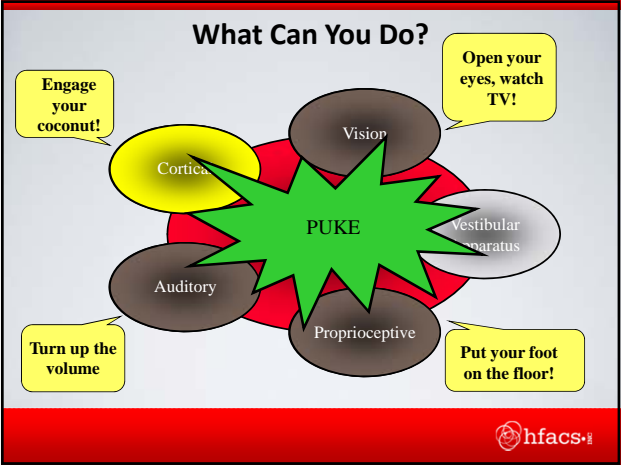 What Can You Do?
Engage
your
coconut!
Open your
eyes, watch
TV!
Vision
PUKE
Auditory
Proprioceptive
Vestibular
Turn up the
volume
Put your foot
on the floor!
hfacs